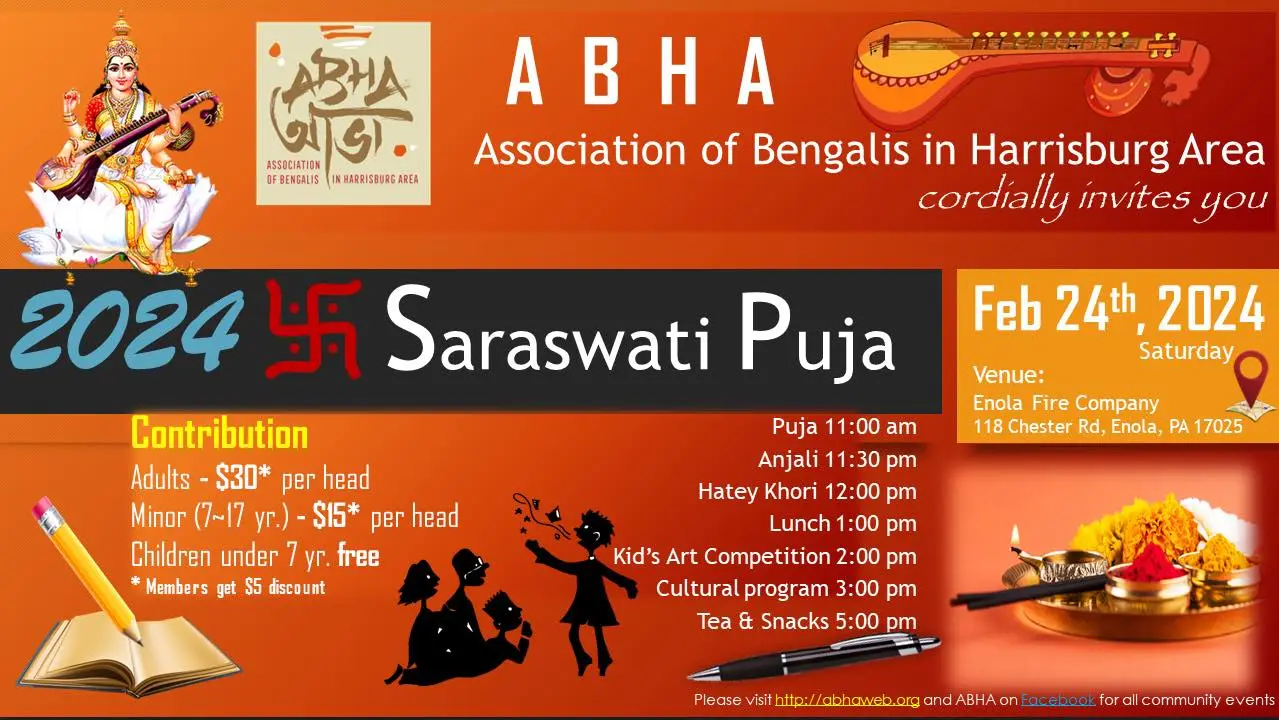 ABHA
আভা
ASSOCIATION
OF BENGALIS IN HARRISBURG AREA
A B H A
Association of Bengalis in Harrisburg Area
cordially invites you
2024 卐 Saraswati Puja
Feb 24th, 2024
Saturday
Venue:
Enola Fire Company
118 Chester Rd, Enola, PA 17025
Contribution
Adults - $30* per head
Minor (7~17 yr.) - $15* per head
Children under 7 yr. free
* Members get $5 discount
Puja 11:00 am
Anjali 11:30 pm
Hatey Khori 12:00 pm
Lunch 1:00 pm
Kid's Art Competition 2:00 pm
Cultural program 3:00 pm
Tea & Snacks 5:00 pm
Please visit http://abhaweb.org and ABHA on Facebook for all community events